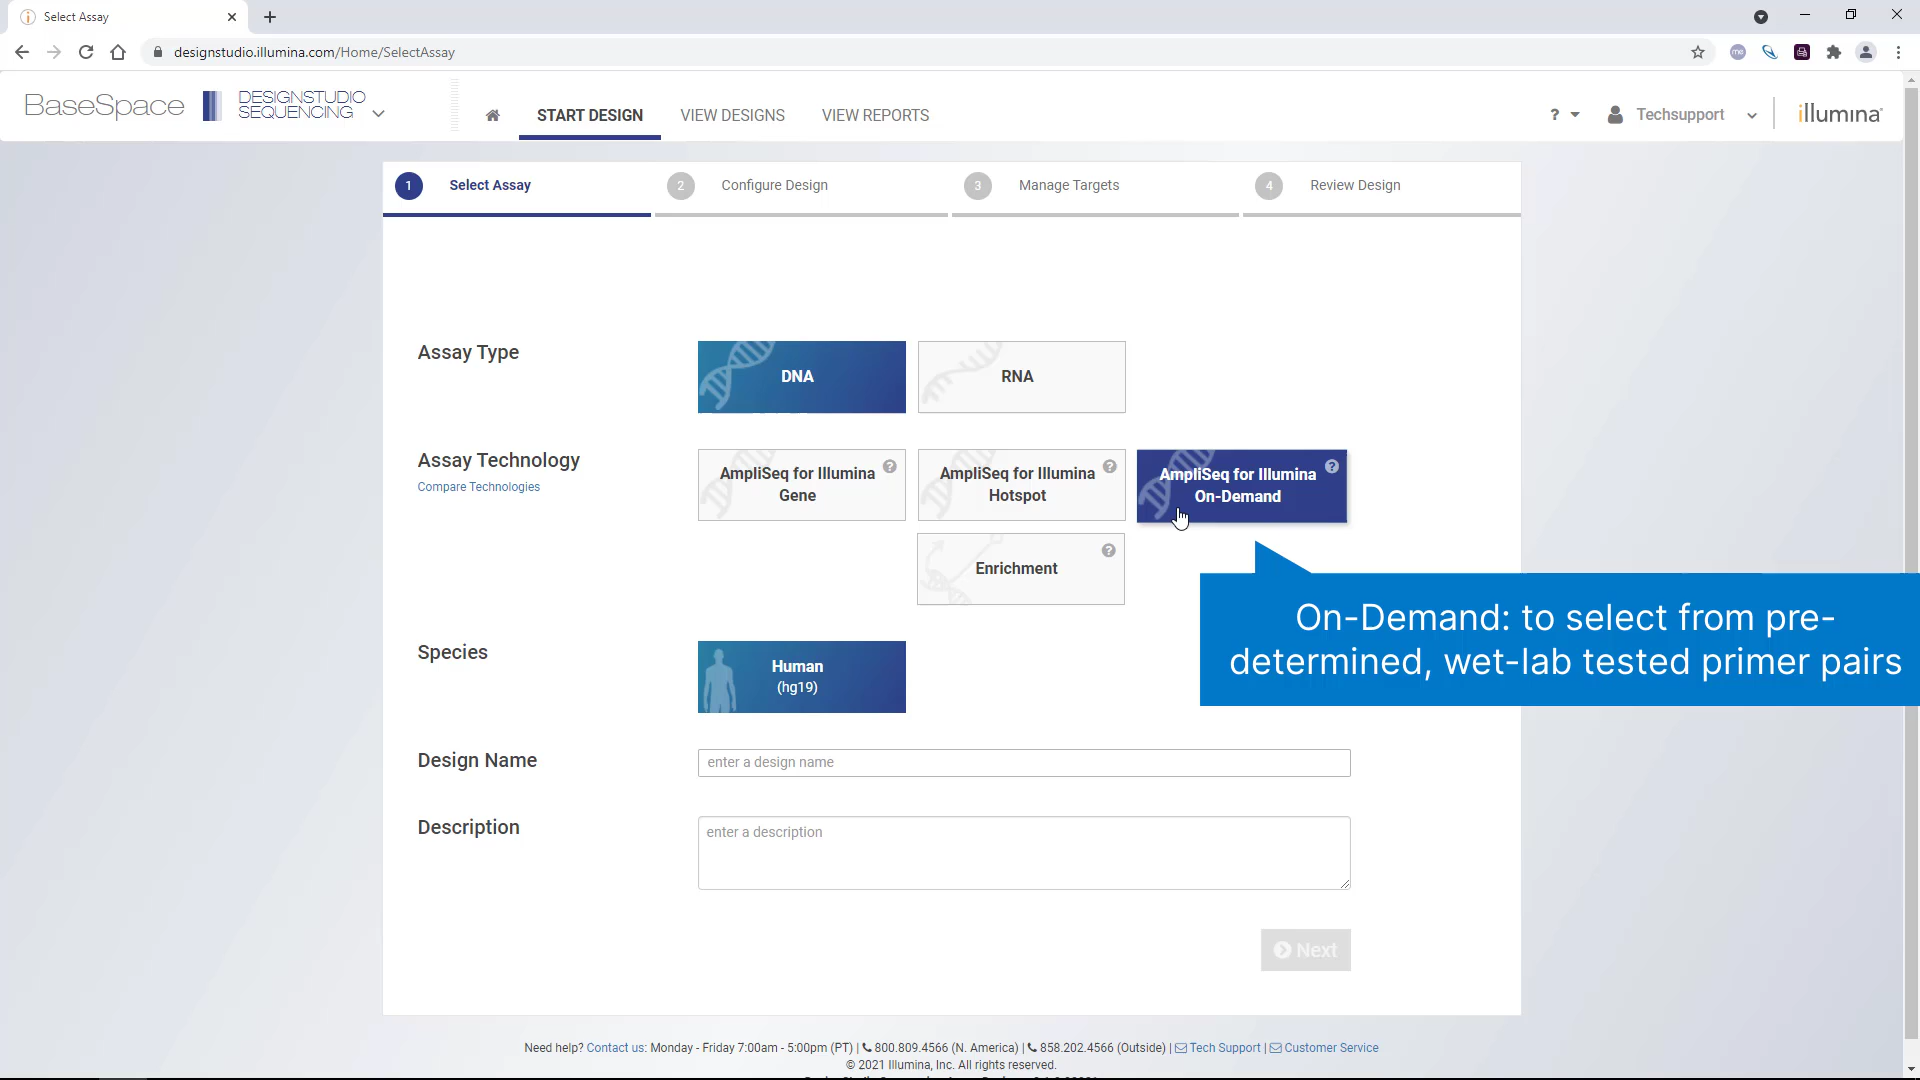 Select Assay
designstudio.illumina.com/Home/SelectAssay
me
BaseSpace
DESIGNSTUDIO
SEQUENCING
START DESIGN
VIEW DESIGNS
VIEW REPORTS
?
Techsupport
illumina®
1 Select Assay
2 Configure Design
3 Manage Targets
4 Review Design
Assay Type
DNA
RNA
Assay Technology
Compare Technologies
AmpliSeq for Illumina
Gene
?
AmpliSeq for Illumina
Hotspot
?
AmpliSeq for Illumina
On-Demand
?
Enrichment
?
On-Demand: to select from pre-
determined, wet-lab tested primer pairs
Species
Human
(hg19)
Design Name
enter a design name
Description
enter a description
Next
Need help? Contact us: Monday - Friday 7:00am - 5:00pm (PT) | 800.809.4566 (N. America) | 858.202.4566 (Outside) | Tech Support | Customer Service
© 2021 Illumina, Inc. All rights reserved.